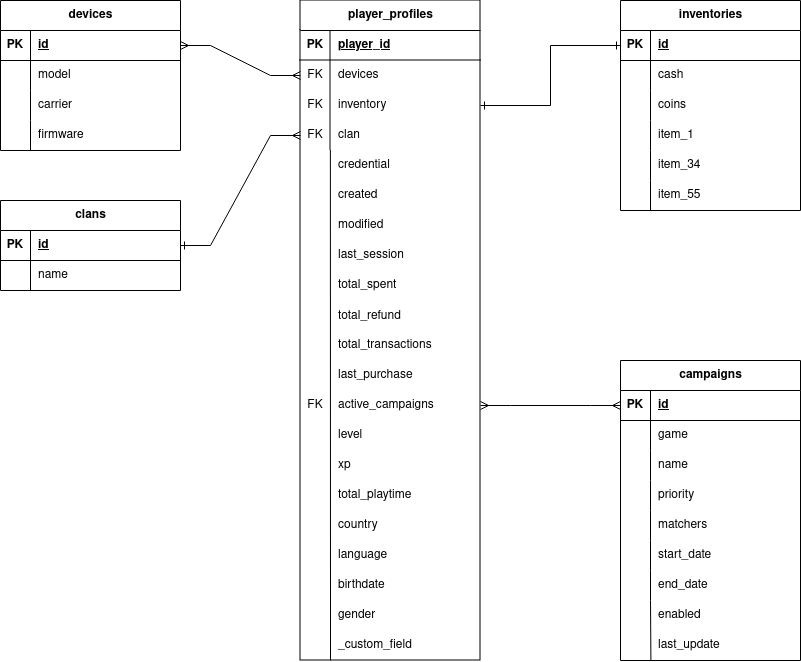 devices
PK id
model
carrier
firmware
clans
PK id
name
player_profiles
PK player_id
FK devices
FK inventory
FK clan
credential
created
modified
last_session
total_spent
total_refund
total_transactions
last_purchase
FK active_campaigns
level
xp
total_playtime
country
language
birthdate
gender
_custom_field
inventories
PK id
cash
coins
item_1
item_34
item_55
campaigns
PK id
game
name
priority
matchers
start_date
end_date
enabled
last_update